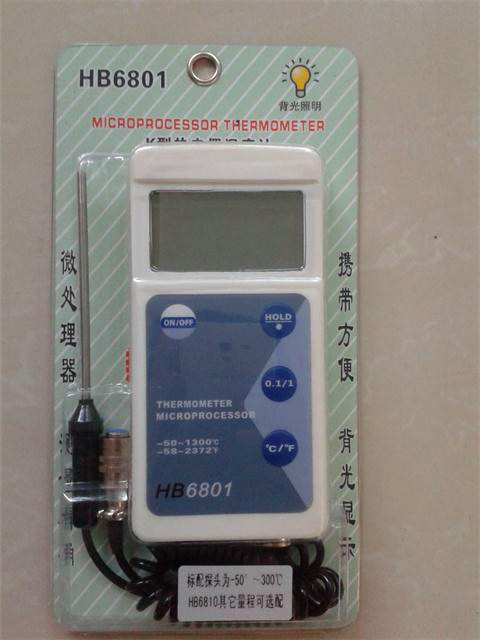 HB6801
背光照明
MICROPROCESSOR THERMOMETER
微处理器
携带方便
背光显示
ON/OFF
HOLD
0.1/1
THERMOMETER
MICROPROCESSOR
-50~1300℃
-58~2372℉
℃/℉
HB6801
标配探头为-50°~300℃
HB6810其它量程可选配